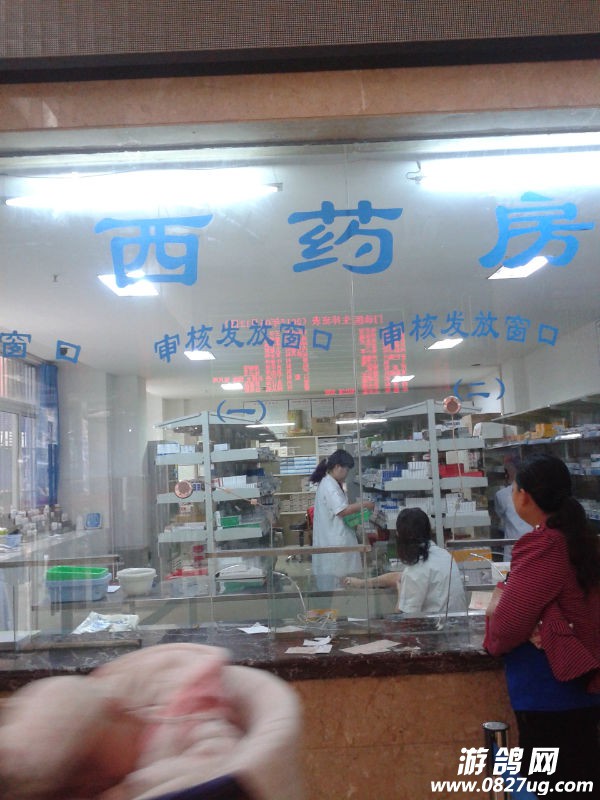 西药房
窗口
审核发放窗口
审核发放窗口
(一)
(二)
游鸽网
www.0827ug.com